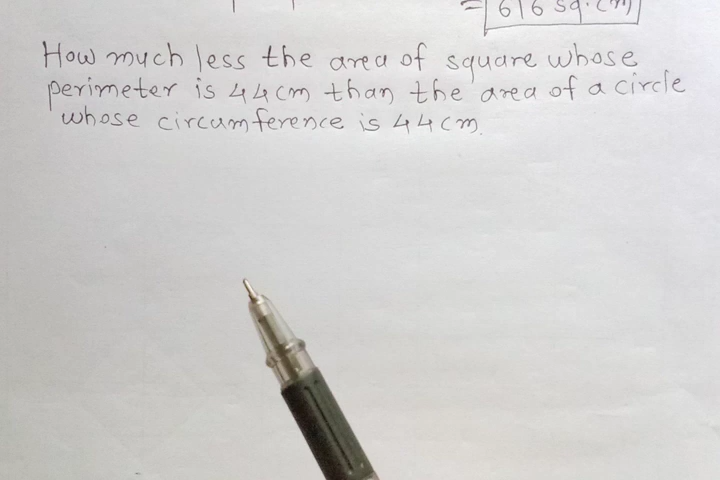 = 616 sq.cm
How much less the area of square whose
perimeter is 44cm than the area of a circle
whose circumference is 44cm.